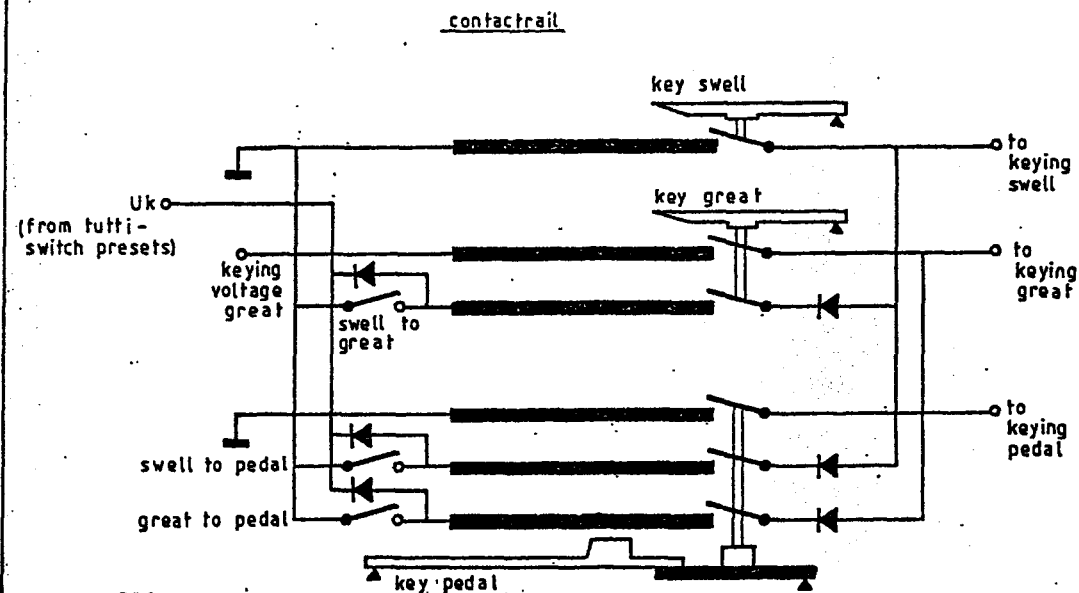 contactrail
key swell
to
keying
swell
Uk
(from tutti-
switch presets)
key great
keying
voltage
great
to
keying
great
swell to
great
to
keying
pedal
swell to pedal
great to pedal
key pedal